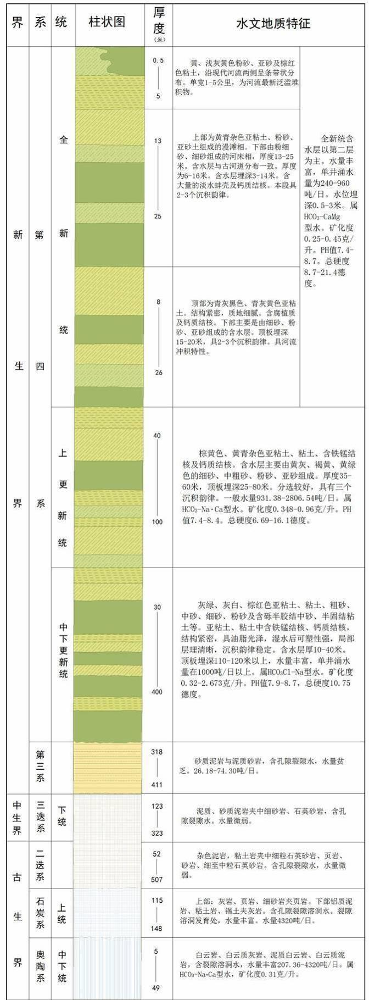 界 系 统 柱状图 厚度(米) 水文地质特征
新生界
第四系
全新统
0.5
5
黄、浅灰黄色粉砂、亚砂及棕红
色粘土，沿现代河流两侧呈条带状分
布。单宽1-5公里，为河流最新泛滥堆
积物。
13
25
上部为黄青杂色亚粘土、粉砂、
亚砂土组成的漫滩相。下部由粉细
砂、细砂组成的河床相，厚度13-25
米。含水层与古河道分布一致。厚度
为6-16米。含水层埋深3-14米。含
大量的淡水蚌壳及钙质结核。本段具
2-3个沉积韵律。
8
26
顶部为青灰黑色、青灰黄色亚粘
土。结构紧密，质地细腻。含腐植质
及钙质结核。下部主要是由细砂、粉
砂、亚砂组成的含水层。顶板埋深
15-20米，具2-3个沉积韵律。具河流
冲积特性。
全新统含
水层以第二层
为主。水量丰
富，单井涌水
量为240-960
吨/日。水位埋
深0.5-3米。属
HCO₃-CaMg
型水。矿化度
0.25-0.45克/
升。PH值7.4-
8.7。总硬度
8.7-21.4德
度。
上更新统
40
100
棕黄色、黄青杂色亚粘土、粘土、含铁锰结
核及钙质结核。含水层主要由黄灰、褐黄、黄绿
色的细砂、中粗砂、粉砂、亚砂组成。厚度35-
60米，顶板埋深25-80米。分选较好，具有三个
沉积韵律。一般水量931.38-2806.54吨/日。属
HCO₃-Na·Ca型水。矿化度0.348-0.96克/升。PH
值7.4-8.4。总硬度6.69-16.1德度。
中下更新统
30
400
灰绿、灰白、棕红色亚粘土、粘土、粗砂、
中砂、细砂、粉砂及含砾半胶结中砂、半固结粘
土等。亚粘土、粘土中含铁锰结核、钙质结核，
结构紧密，具油脂光泽，湿水后可塑性强，局部
层理清晰，沉积韵律稳定。含水层厚10-40米。
顶板埋深110-120米以上，水量丰富，单井涌水
量在1000吨/日以上。属HCO₃Cl-Na型水。矿化度
0.32-2.673克/升。PH值7.9-8.7，总硬度10.75
德度。
第三系
318
411
砂质泥岩与泥质砂岩，含孔隙裂隙水，水量贫
乏。26.18-74.30吨/日。
中生界
三迭系
下统
123
323
泥质、砂质泥岩夹中细砂岩、石英砂岩，含孔
隙裂隙水。水量微弱。
古生界
二迭系
52
507
杂色泥岩，粘土岩夹中细粒石英砂岩、页岩、
砂岩、细至中粒石英砂岩。含孔隙裂隙水，水量微
弱。
石炭系
上统
115
148
上部：灰岩、页岩、细砂岩夹页岩。下部铝质泥
岩、粘土岩、锡土夹灰岩。含孔隙裂隙溶洞水。裂隙
溶洞发育处，水量丰富。水量4320吨/日。
奥陶系
中下统
5
49
白云岩、白云质灰岩、泥质白云岩、白云质泥
岩，含裂隙溶洞水，水量丰富207.36-4320吨/日。属
HCO₃-Na·Ca型水，矿化度0.31克/升。